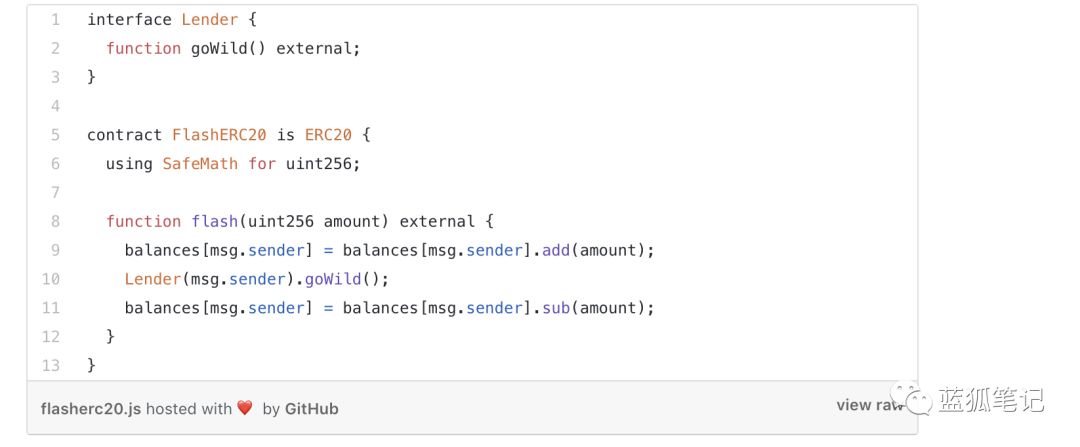 1 interface Lender {
2   function goWild() external;
3 }
4
5 contract FlashERC20 is ERC20 {
6   using SafeMath for uint256;
7
8   function flash(uint256 amount) external {
9     balances[msg.sender] = balances[msg.sender].add(amount);
10     Lender(msg.sender).goWild();
11     balances[msg.sender] = balances[msg.sender].sub(amount);
12   }
13 }
flasherc20.js hosted with ❤ by GitHub
view raw
蓝狐笔记